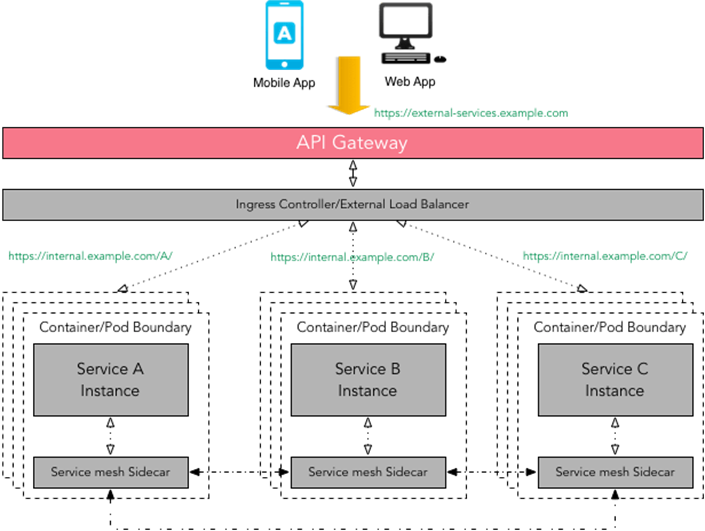 A
Mobile App
Web App
https://external-services.example.com
API Gateway
Ingress Controller/External Load Balancer
https://internal.example.com/A/
https://internal.example.com/B/
https://internal.example.com/C/
Container/Pod Boundary
Container/Pod Boundary
Container/Pod Boundary
Service A
Instance
Service B
Instance
Service C
Instance
Service mesh Sidecar
Service mesh Sidecar
Service mesh Sidecar